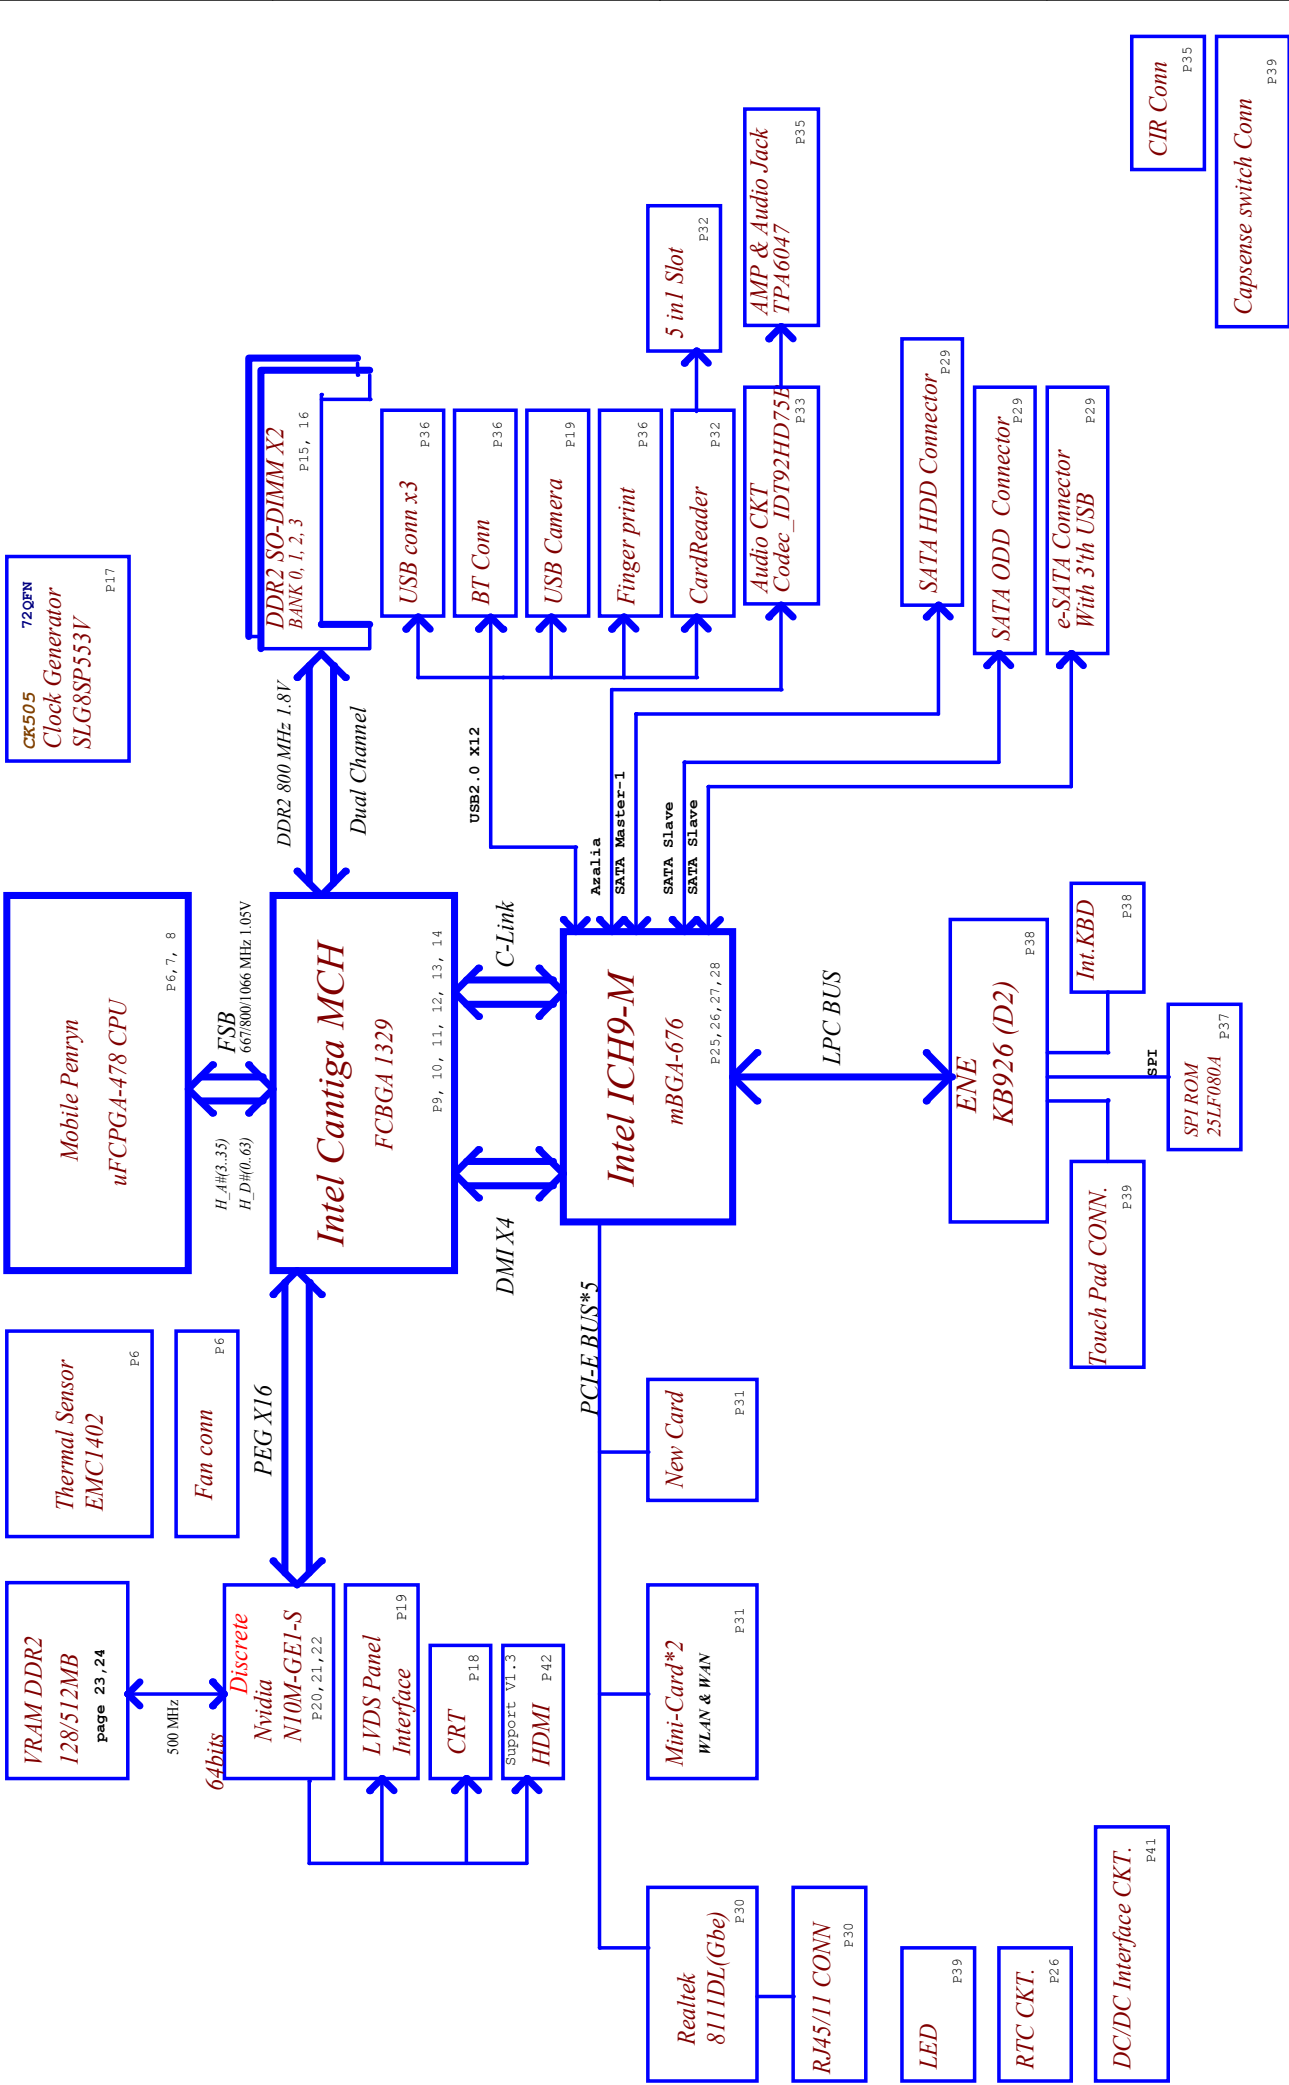 VRAM DDR2
128/512MB
page 23,24
500 MHz
64bits
Discrete
Nvidia
N10M-GE1-S
P20,21,22
LVDS Panel
Interface
P19
CRT
P18
Support V1.3
HDMI
P42
Thermal Sensor
EMC1402
P6
Fan conn
P6
PEG X16
Mobile Penryn
uFCPGA-478 CPU
P6,7, 8
H_A#(3..35)
H_D#(0..63)
FSB
667/800/1066 MHz 1.05V
Intel Cantiga MCH
FCBGA 1329
P9, 10, 11, 12, 13, 14
CK505
72QFN
Clock Generator
SLG8SP553V
P17
DDR2 800 MHz 1.8V
Dual Channel
DDR2 SO-DIMM X2
BANK 0, 1, 2, 3
P15, 16
DMI X4
C-Link
USB2.0 X12
USB conn x3
P36
BT Conn
P36
USB Camera
P19
Finger print
P36
CardReader
P32
5 in1 Slot
P32
Azalia
SATA Master-1
SATA Slave
SATA Slave
Audio CKT
Codec_IDT92HD75B
P33
AMP & Audio Jack
TPA6047
P35
Intel ICH9-M
mBGA-676
P25,26,27,28
PCI-E BUS*5
Realtek
8111DL(Gbe)
P30
RJ45/11 CONN
P30
Mini-Card*2
WLAN & WAN
P31
New Card
P31
SATA HDD Connector
P29
SATA ODD Connector
P29
e-SATA Connector
With 3'th USB
P29
LPC BUS
ENE
KB926 (D2)
P38
Touch Pad CONN.
P39
Int.KBD
P38
SPI
SPI ROM
25LF080A
P37
LED
P39
RTC CKT.
P26
DC/DC Interface CKT.
P41
CIR Conn
P35
Capsense switch Conn
P39